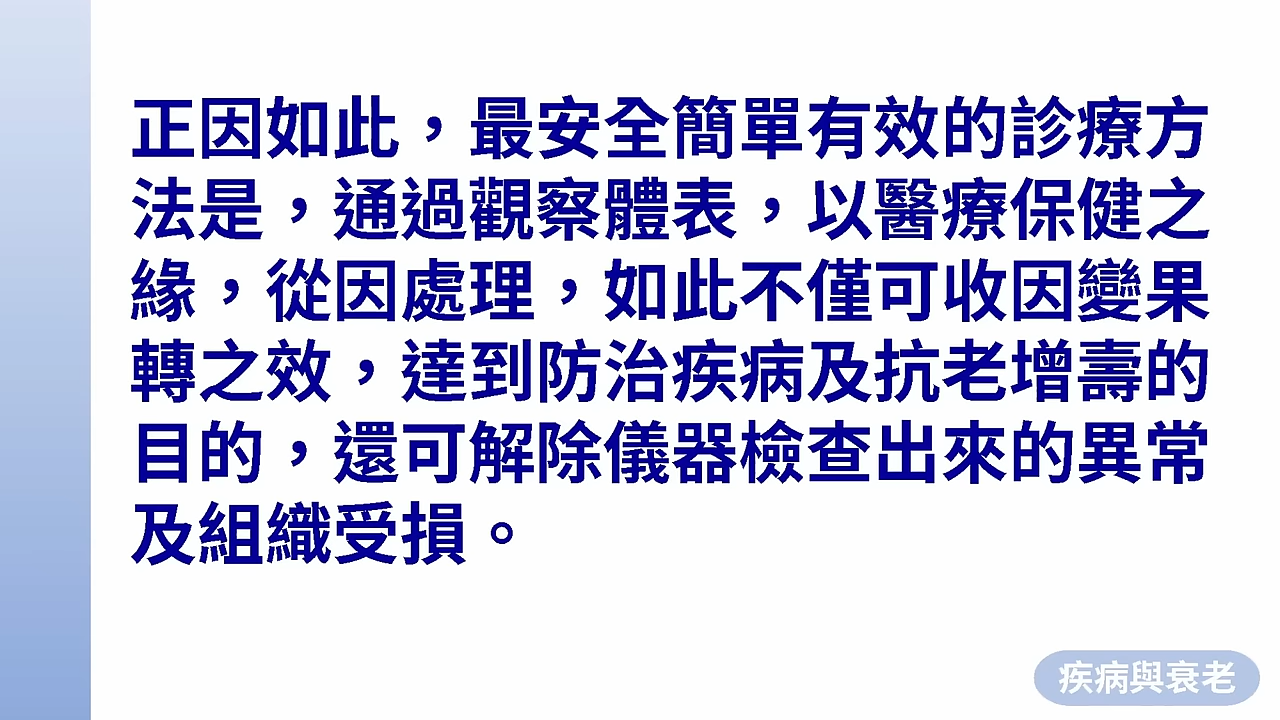 正因如此，最安全簡單有效的診療方
法是，通過觀察體表，以醫療保健之
緣，從因處理，如此不僅可收因變果
轉之效，達到防治疾病及抗老增壽的
目的，還可解除儀器檢查出來的異常
及組織受損。
疾病與衰老